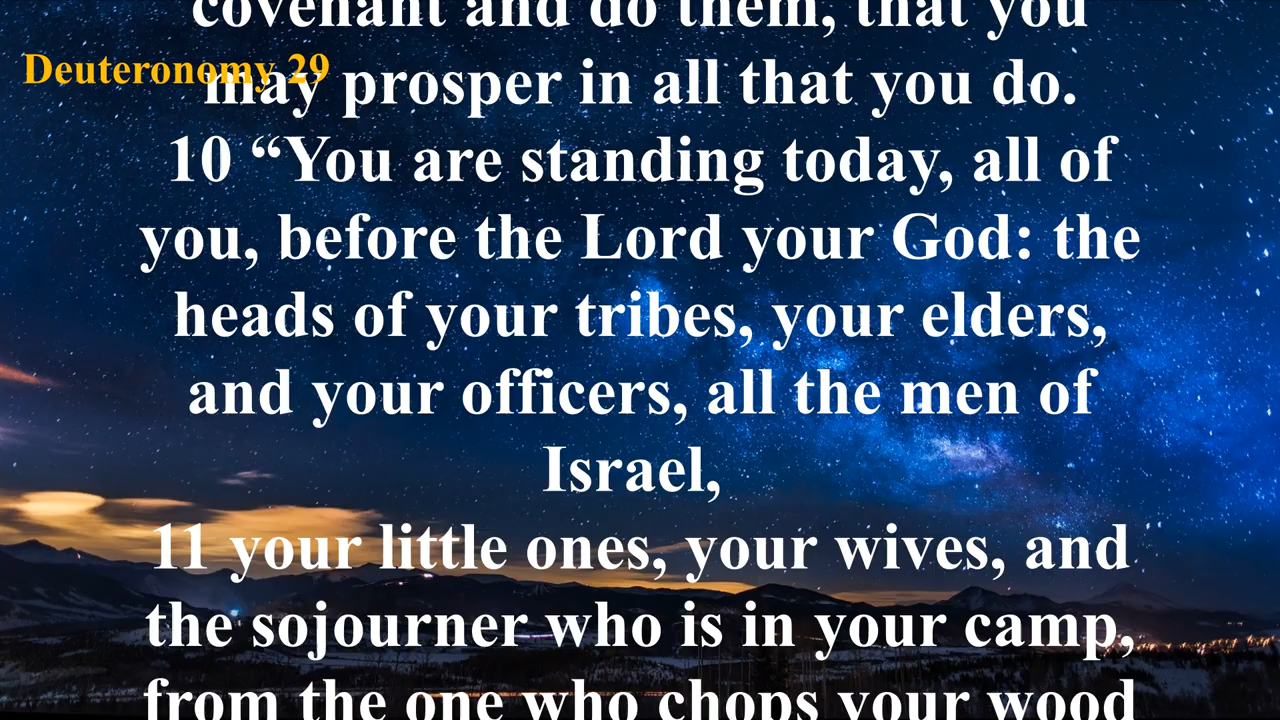 covenant and do them, that you
Deuteronomy 29
may prosper in all that you do.
10 “You are standing today, all of
you, before the Lord your God: the
heads of your tribes, your elders,
and your officers, all the men of
Israel,
11 your little ones, your wives, and
the sojourner who is in your camp,
from the one who chops your wood